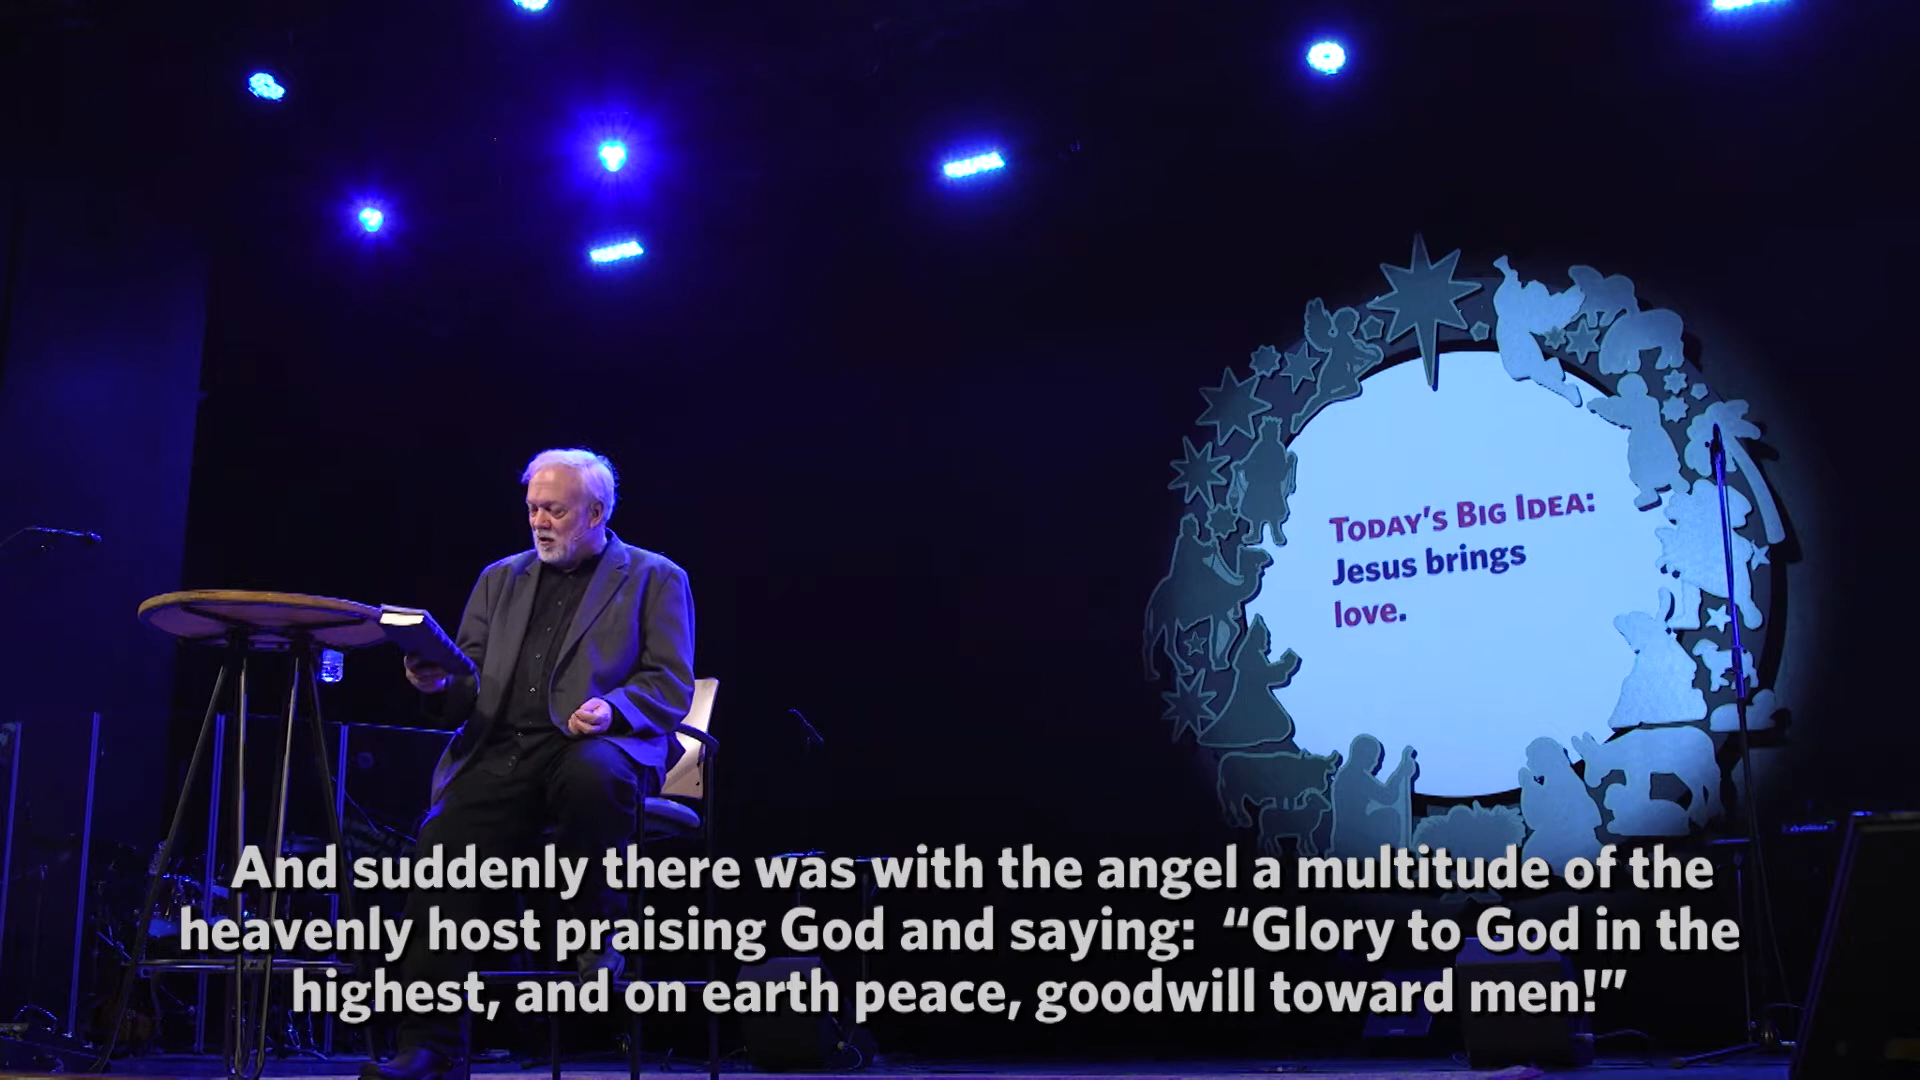 TODAY'S BIG IDEA:
Jesus brings
love.
And suddenly there was with the angel a multitude of the
heavenly host praising God and saying: “Glory to God in the
highest, and on earth peace, goodwill toward men!”